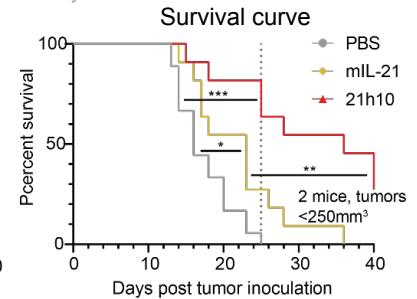 Survival curve
PBS
mIL-21
21h10
Pcercent survival
100
50
0
***
*
**
2 mice, tumors
<250mm³
0 10 20 30 40
Days post tumor inoculation